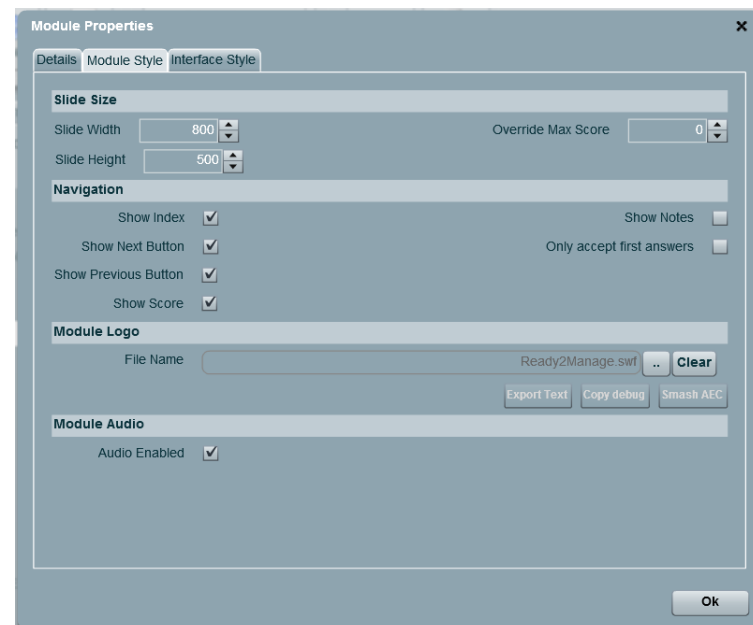 Module Properties
Details Module Style Interface Style
Slide Size
Slide Width 800 Override Max Score 0
Slide Height 500
Navigation
Show Index Show Notes
Show Next Button Only accept first answers
Show Previous Button
Show Score
Module Logo
File Name Ready2Manage.swf .. Clear
Export Text Copy debug Smash AEC
Module Audio
Audio Enabled
Ok